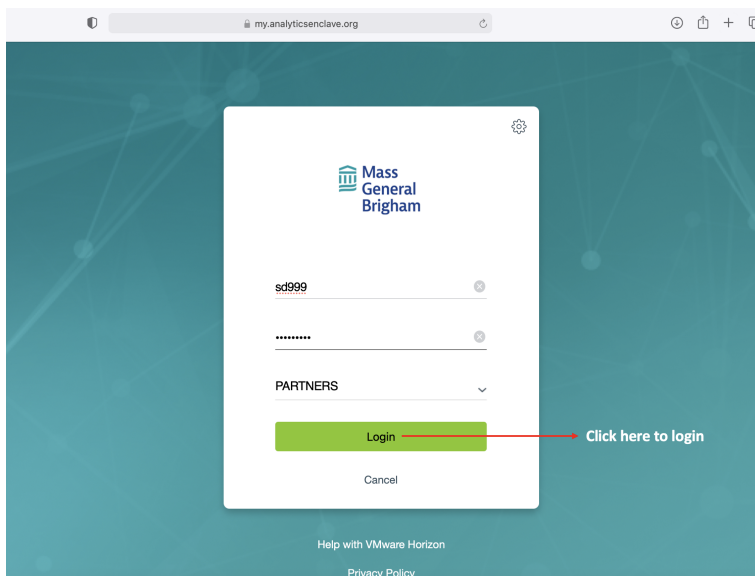 my.analyticsenclave.org
Mass
General
Brigham
sd999
•••••••••
PARTNERS
Login
Click here to login
Cancel
Help with VMware Horizon
Privacy Policy